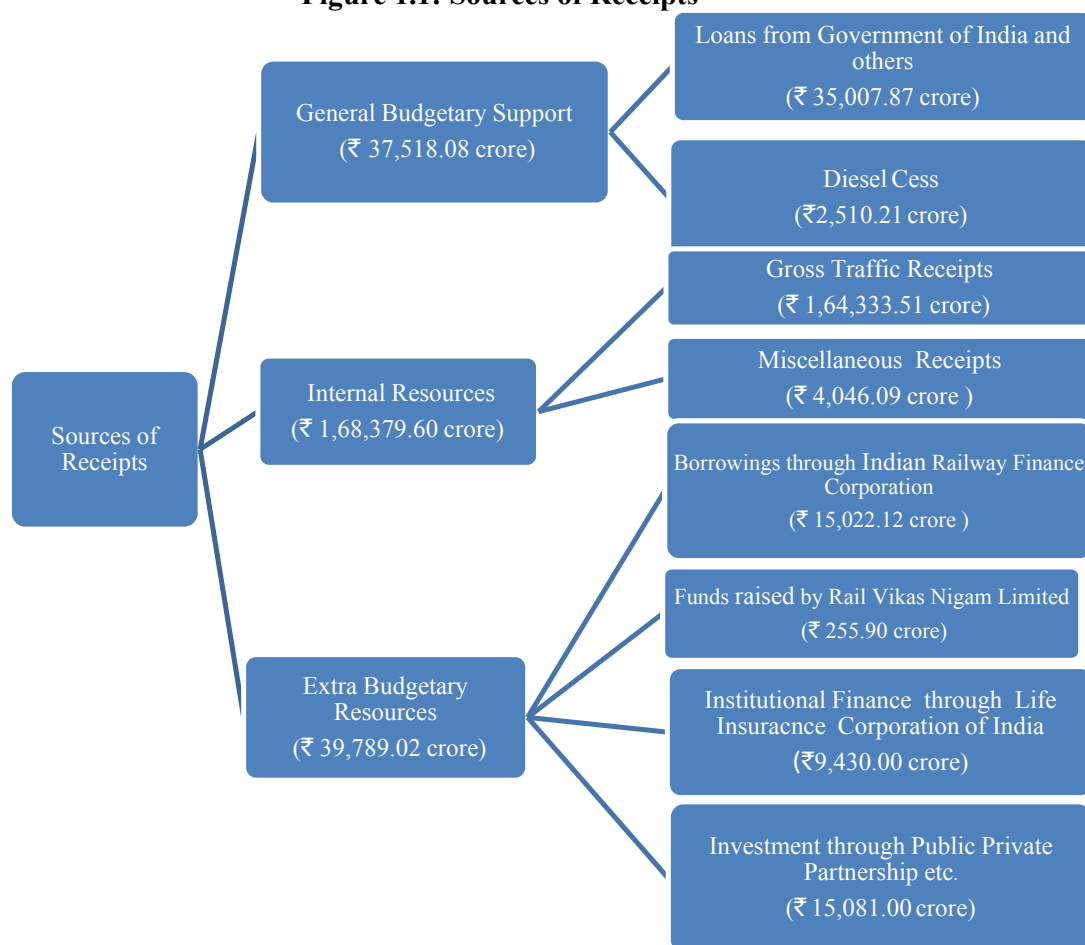 Figure 1.1: Sources of Receipts
Sources of
Receipts
General Budgetary Support
(₹ 37,518.08 crore)
Loans from Government of India and
others
(₹ 35,007.87 crore)
Diesel Cess
(₹2,510.21 crore)
Internal Resources
(₹ 1,68,379.60 crore)
Gross Traffic Receipts
(₹ 1,64,333.51 crore)
Miscellaneous Receipts
(₹ 4,046.09 crore )
Extra Budgetary
Resources
(₹ 39,789.02 crore)
Borrowings through Indian Railway Finance
Corporation
(₹ 15,022.12 crore )
Funds raised by Rail Vikas Nigam Limited
(₹ 255.90 crore)
Institutional Finance through Life
Insuracnce Corporation of India
(₹9,430.00 crore)
Investment through Public Private
Partnership etc.
(₹ 15,081.00 crore)